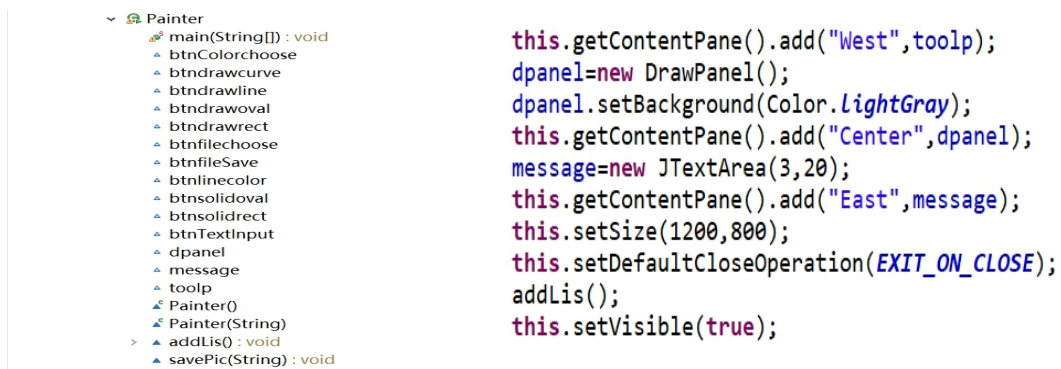 Painter
main(String[]) : void
btnColorchoose
btndrawcurve
btndrawline
btndrawoval
btndrawrect
btnfilechoose
btnfileSave
btnlinecolor
btnsolidoval
btnsolidrect
btnTextInput
dpanel
message
toolp
Painter()
Painter(String)
addLis() : void
savePic(String) : void
this.getContentPane().add("West",toolp);
dpanel=new DrawPanel();
dpanel.setBackground(Color.lightGray);
this.getContentPane().add("Center",dpanel);
message=new JTextArea(3,20);
this.getContentPane().add("East",message);
this.setSize(1200,800);
this.setDefaultCloseOperation(EXIT_ON_CLOSE);
addLis();
this.setVisible(true);